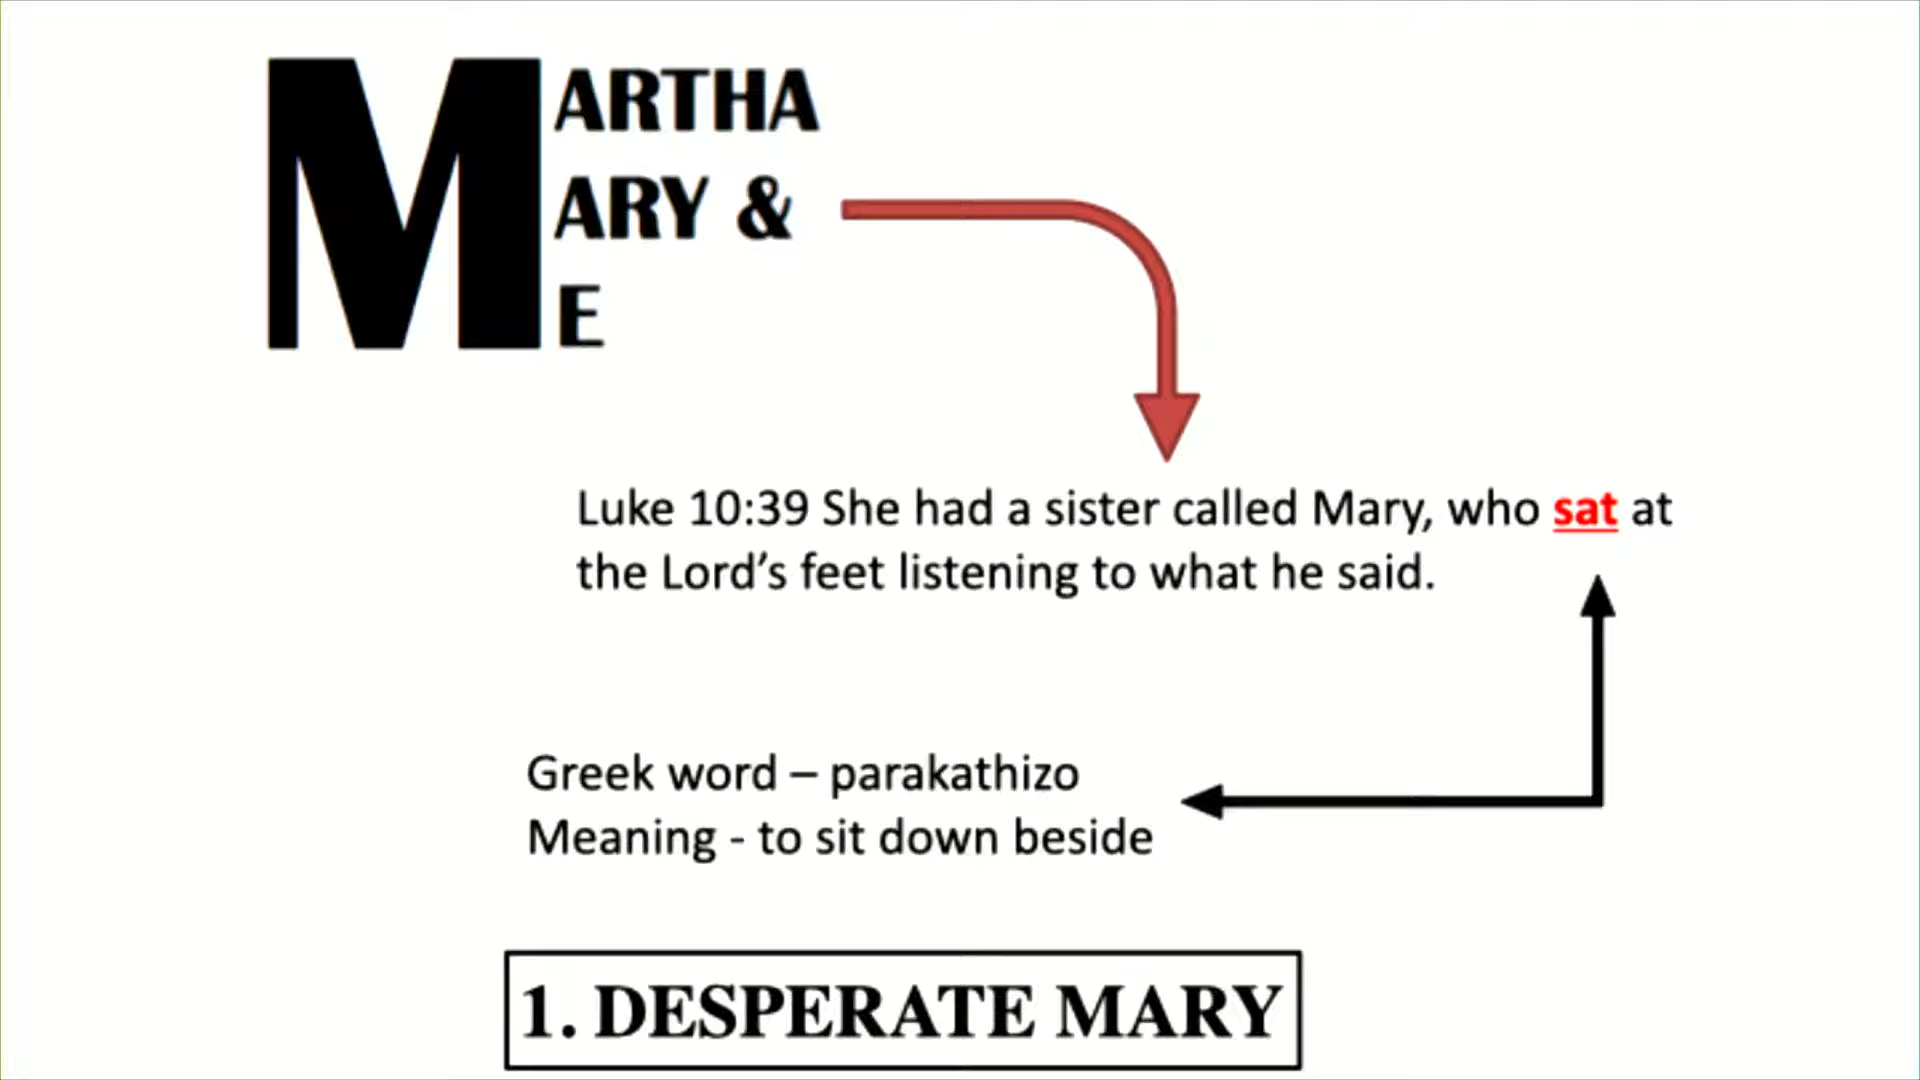 MARTHA
MARY &
ME
Luke 10:39 She had a sister called Mary, who sat at
the Lord’s feet listening to what he said.
Greek word – parakathizo
Meaning - to sit down beside
1. DESPERATE MARY